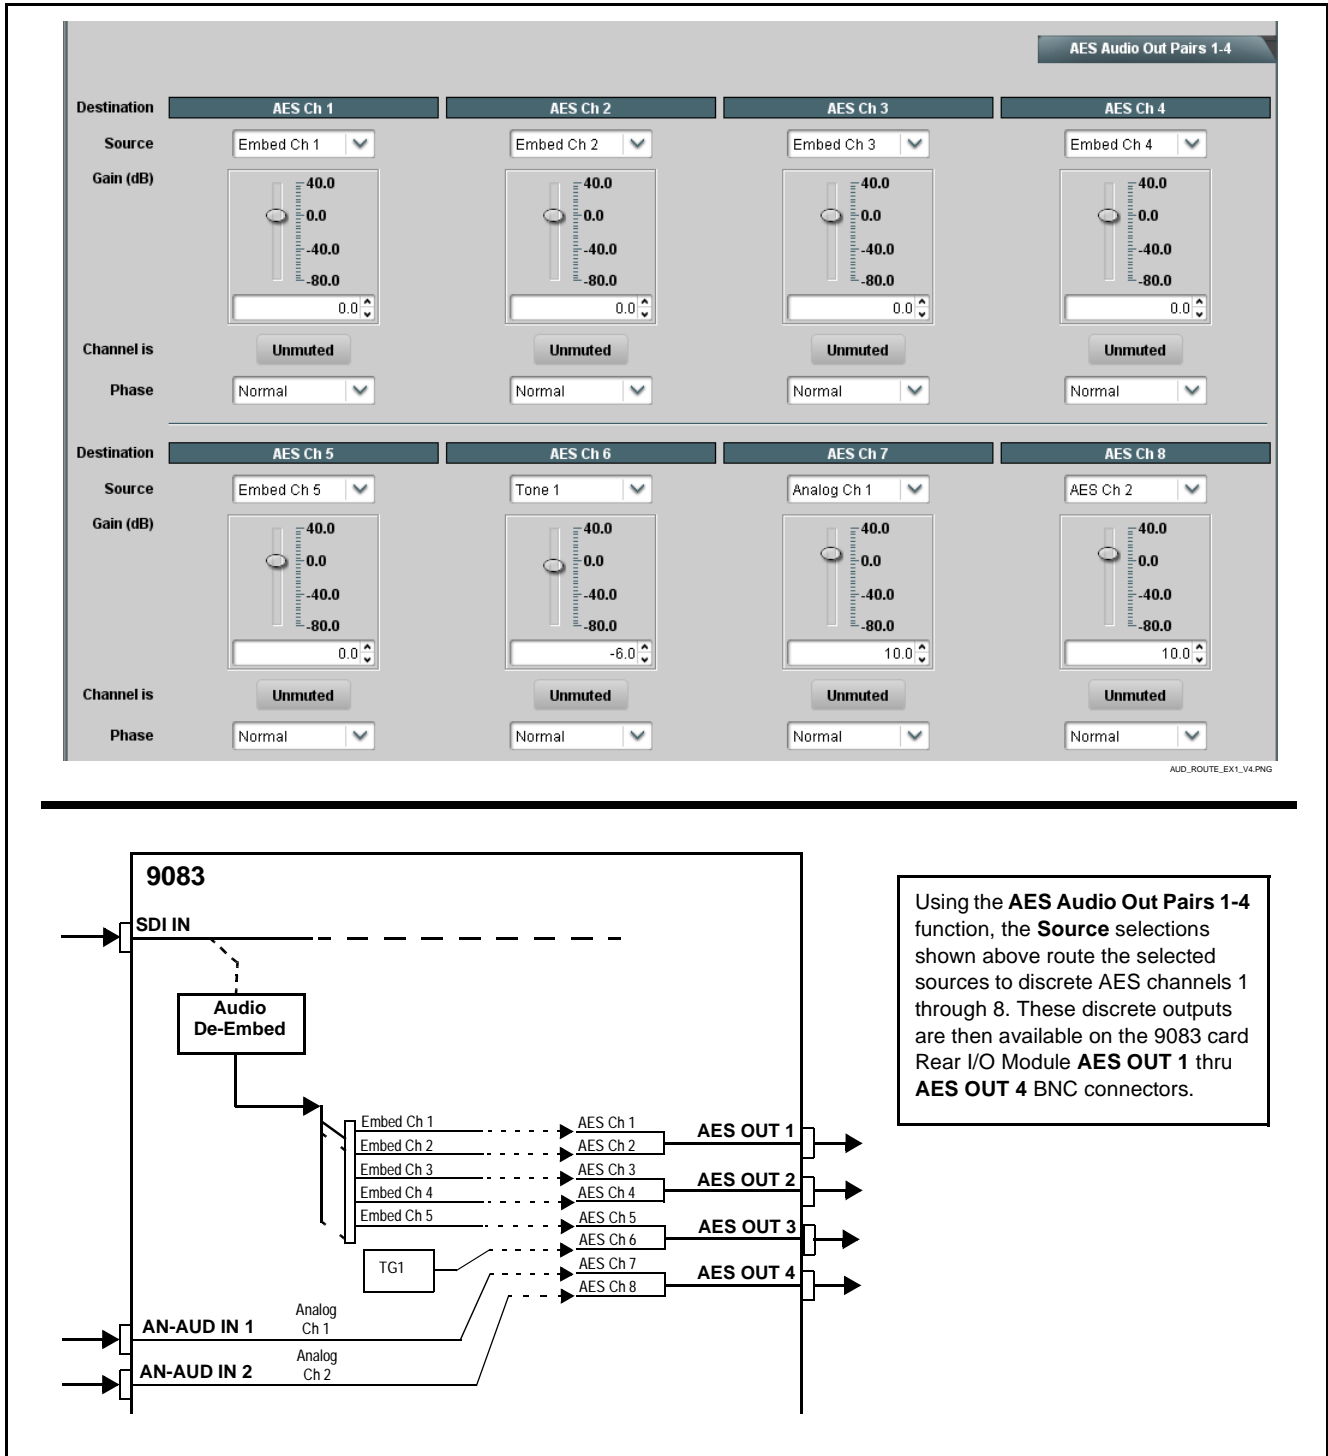 AES Audio Out Pairs 1-4
Destination AES Ch 1 AES Ch 2 AES Ch 3 AES Ch 4
Source Embed Ch 1 Embed Ch 2 Embed Ch 3 Embed Ch 4
Gain (dB) 40.0 40.0 40.0 40.0
0.0 0.0 0.0 0.0
-40.0 -40.0 -40.0 -40.0
-80.0 -80.0 -80.0 -80.0
0.0 0.0 0.0 0.0
Channel is Unmuted Unmuted Unmuted Unmuted
Phase Normal Normal Normal Normal
Destination AES Ch 5 AES Ch 6 AES Ch 7 AES Ch 8
Source Embed Ch 5 Tone 1 Analog Ch 1 AES Ch 2
Gain (dB) 40.0 40.0 40.0 40.0
0.0 0.0 0.0 0.0
-40.0 -40.0 -40.0 -40.0
-80.0 -80.0 -80.0 -80.0
0.0 -6.0 10.0 10.0
Channel is Unmuted Unmuted Unmuted Unmuted
Phase Normal Normal Normal Normal
AUD_ROUTE_EX1_V4.PNG
9083
SDI IN
Audio
De-Embed
Embed Ch 1
Embed Ch 2
Embed Ch 3
Embed Ch 4
Embed Ch 5
TG1
AES Ch 1
AES Ch 2
AES Ch 3
AES Ch 4
AES Ch 5
AES Ch 6
AES Ch 7
AES Ch 8
AES OUT 1
AES OUT 2
AES OUT 3
AES OUT 4
AN-AUD IN 1
Analog
Ch 1
AN-AUD IN 2
Analog
Ch 2
Using the AES Audio Out Pairs 1-4
function, the Source selections
shown above route the selected
sources to discrete AES channels 1
through 8. These discrete outputs
are then available on the 9083 card
Rear I/O Module AES OUT 1 thru
AES OUT 4 BNC connectors.